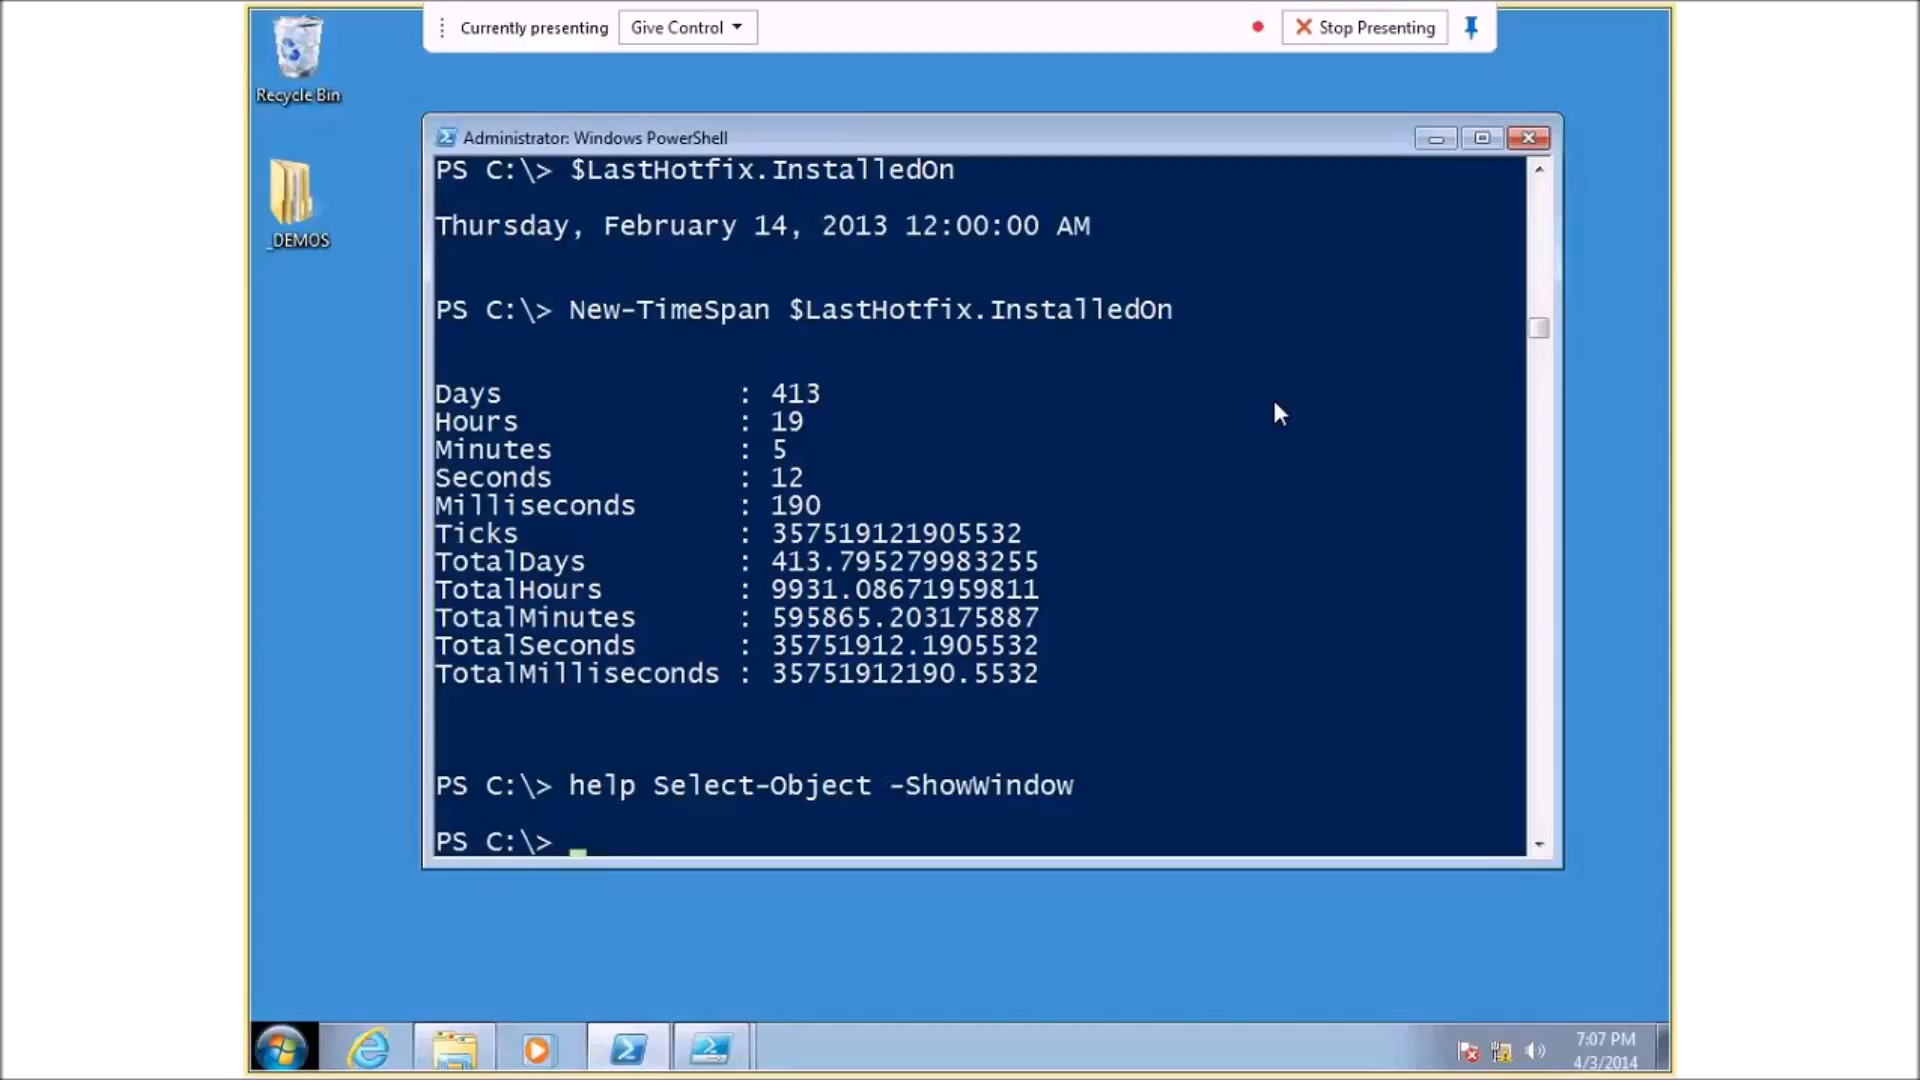 Currently presenting
Give Control
Stop Presenting
Recycle Bin
_DEMOS
Administrator: Windows PowerShell
PS C:\> $LastHotfix.InstalledOn
Thursday, February 14, 2013 12:00:00 AM
PS C:\> New-TimeSpan $LastHotfix.InstalledOn
Days : 413
Hours : 19
Minutes : 5
Seconds : 12
Milliseconds : 190
Ticks : 357519121905532
TotalDays : 413.795279983255
TotalHours : 9931.08671959811
TotalMinutes : 595865.203175887
TotalSeconds : 35751912.1905532
TotalMilliseconds : 35751912190.5532
PS C:\> help Select-Object -ShowWindow
PS C:\>
7:07 PM
4/3/2014